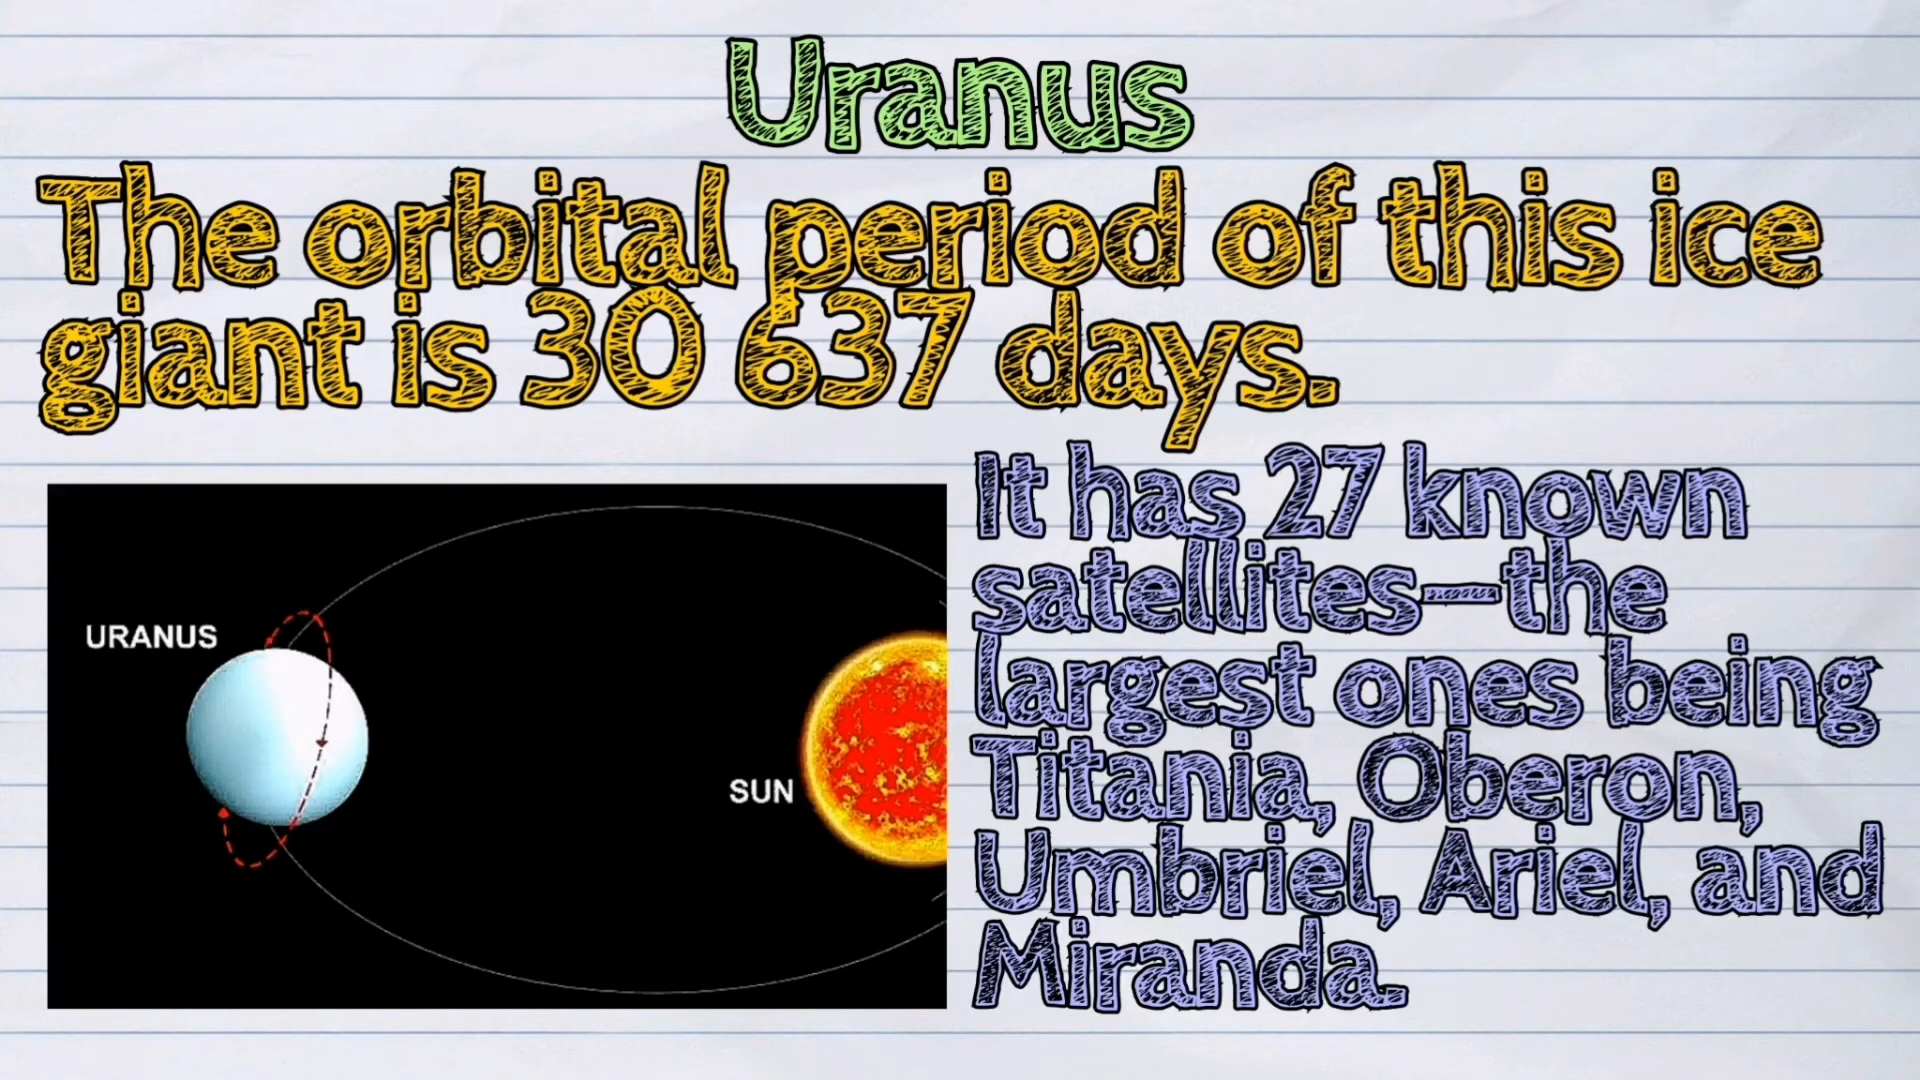 Uranus
The orbital period of this ice
giant is 30 637 days.
It has 27 known
satellites—the
largest ones being
Titania, Oberon,
Umbriel, Ariel, and
Miranda.
URANUS
SUN